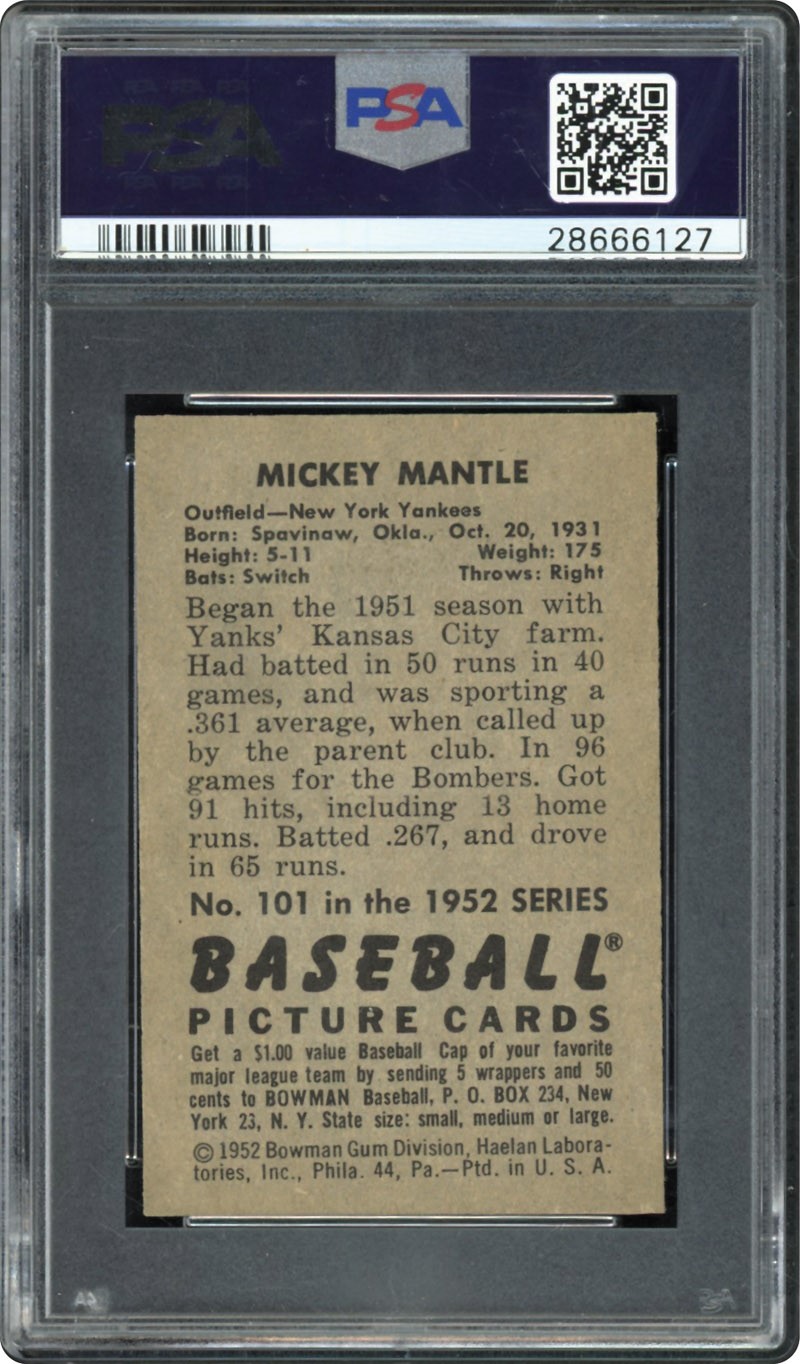 PSA
28666127
MICKEY MANTLE
Outfield—New York Yankees
Born: Spavinaw, Okla., Oct. 20, 1931
Height: 5-11 Weight: 175
Bats: Switch Throws: Right
Began the 1951 season with
Yanks' Kansas City farm.
Had batted in 50 runs in 40
games, and was sporting a
.361 average, when called up
by the parent club. In 96
games for the Bombers. Got
91 hits, including 13 home
runs. Batted .267, and drove
in 65 runs.
No. 101 in the 1952 SERIES
BASEBALL®
PICTURE CARDS
Get a $1.00 value Baseball Cap of your favorite
major league team by sending 5 wrappers and 50
cents to BOWMAN Baseball, P. O. BOX 234, New
York 23, N. Y. State size: small, medium or large.
© 1952 Bowman Gum Division, Haelan Labora-
tories, Inc., Phila. 44, Pa.—Ptd. in U. S. A.